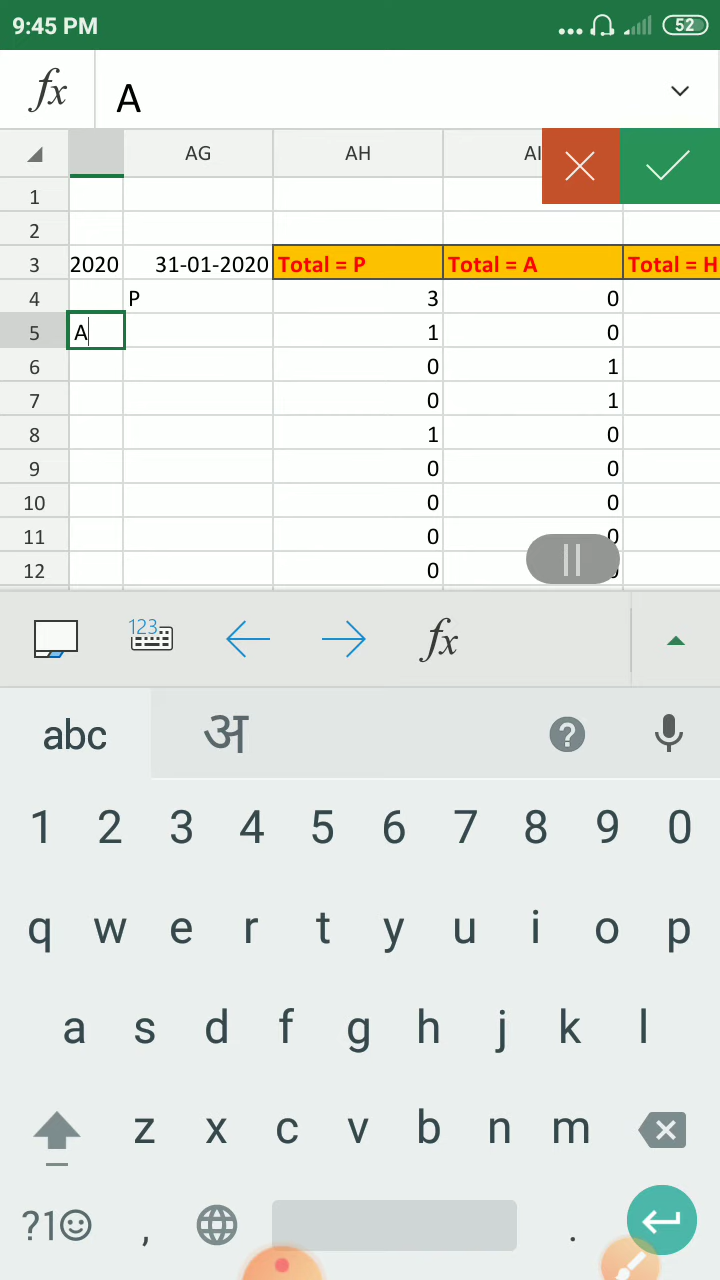 9:45 PM
52
fx A
AG AH AI
1
2
3 2020 31-01-2020 Total = P Total = A Total = H
4 P 3 0
5 A 1 0
6 0 1
7 0 1
8 1 0
9 0 0
10 0 0
11 0 0
12 0
123 fx
abc अ ?
1 2 3 4 5 6 7 8 9 0
q w e r t y u i o p
a s d f g h j k l
z x c v b n m
?1☺ , .